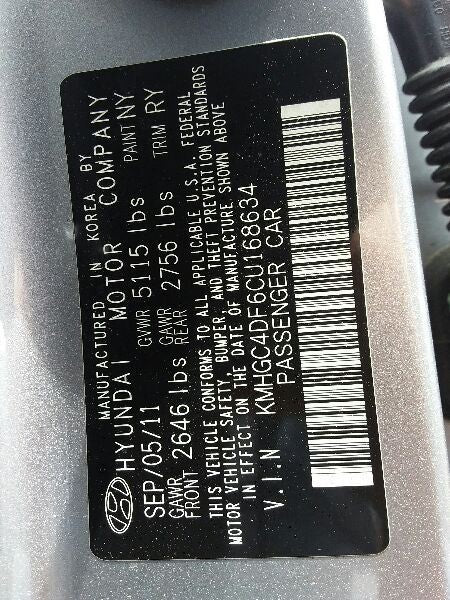 MANUFACTURED IN KOREA BY
HYUNDAI MOTOR COMPANY
SEP/05/11 GVWR 5115 lbs PAINT NY
GAWR FRONT 2646 lbs GAWR REAR 2756 lbs TRIM RY
THIS VEHICLE CONFORMS TO ALL APPLICABLE U.S.A. FEDERAL
MOTOR VEHICLE SAFETY, BUMPER, AND THEFT PREVENTION STANDARDS
IN EFFECT ON THE DATE OF MANUFACTURE SHOWN ABOVE
V.I.N KMHGC4DF6CU168634
PASSENGER CAR